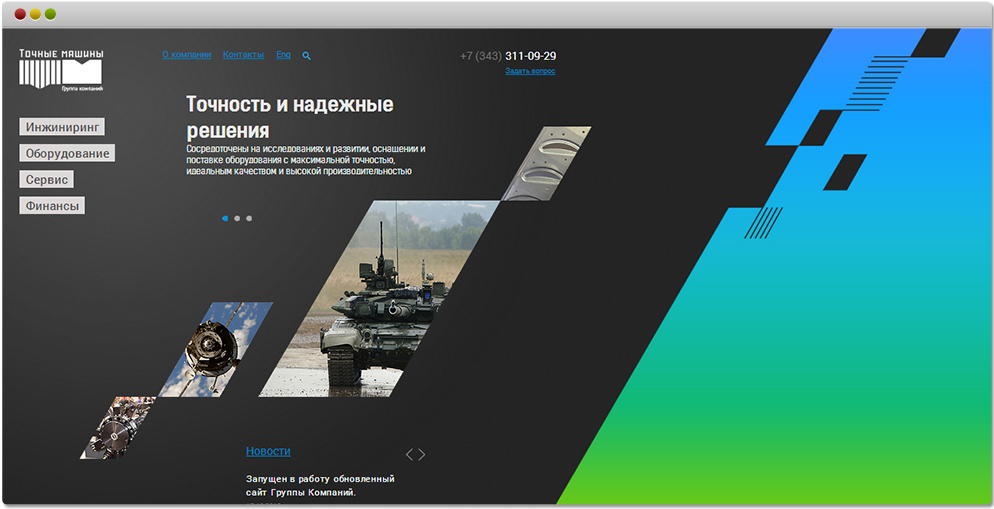 Точные машины
Группа компаний
О компании Контакты Eng
+7 (343) 311-09-29
Задать вопрос
Инжиниринг
Оборудование
Сервис
Финансы
Точность и надежные
решения
Сосредоточены на исследованиях и развитии, оснащении и
поставке оборудования с максимальной точностью,
идеальным качеством и высокой производительностью
Новости
Запущен в работу обновленный
сайт Группы Компаний.